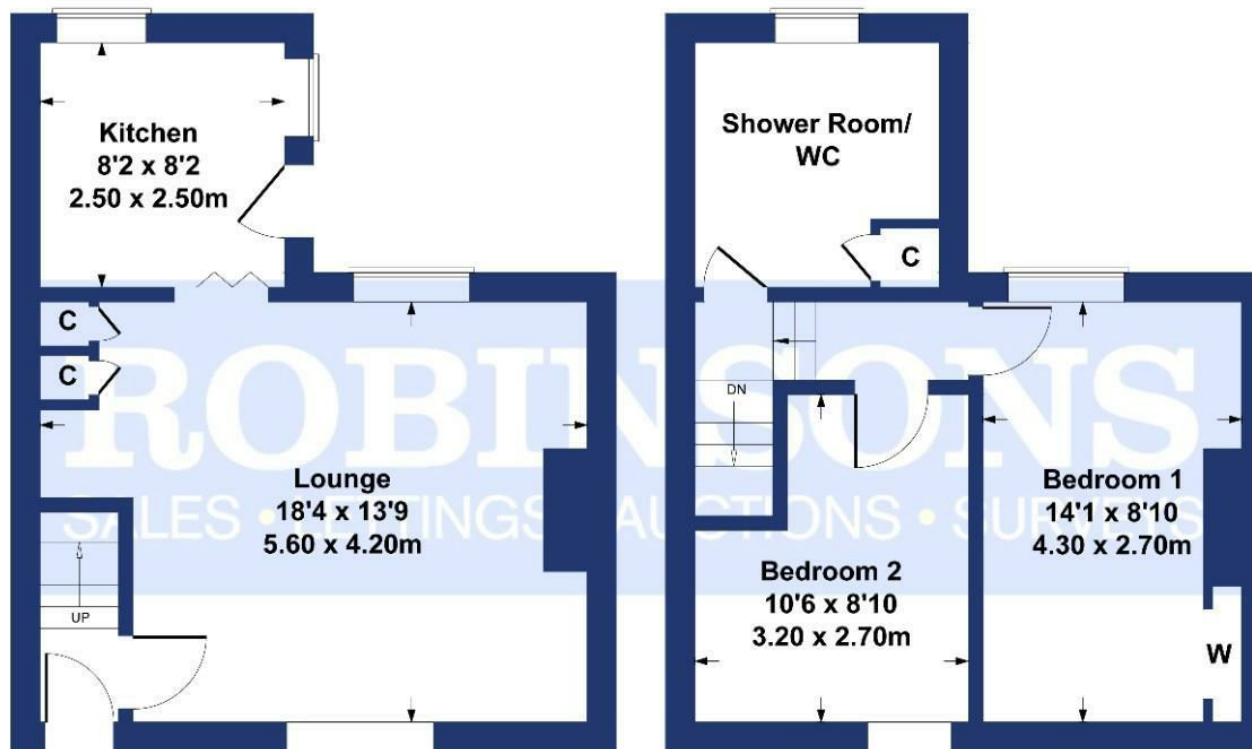 Kitchen
8'2 x 8'2
2.50 x 2.50m
C
C
Lounge
18'4 x 13'9
5.60 x 4.20m
UP
Shower Room/
WC
C
DN
Bedroom 1
14'1 x 8'10
4.30 x 2.70m
Bedroom 2
10'6 x 8'10
3.20 x 2.70m
W
ROBINSONS
SALES • LETTINGS • AUCTIONS • SURVEYS